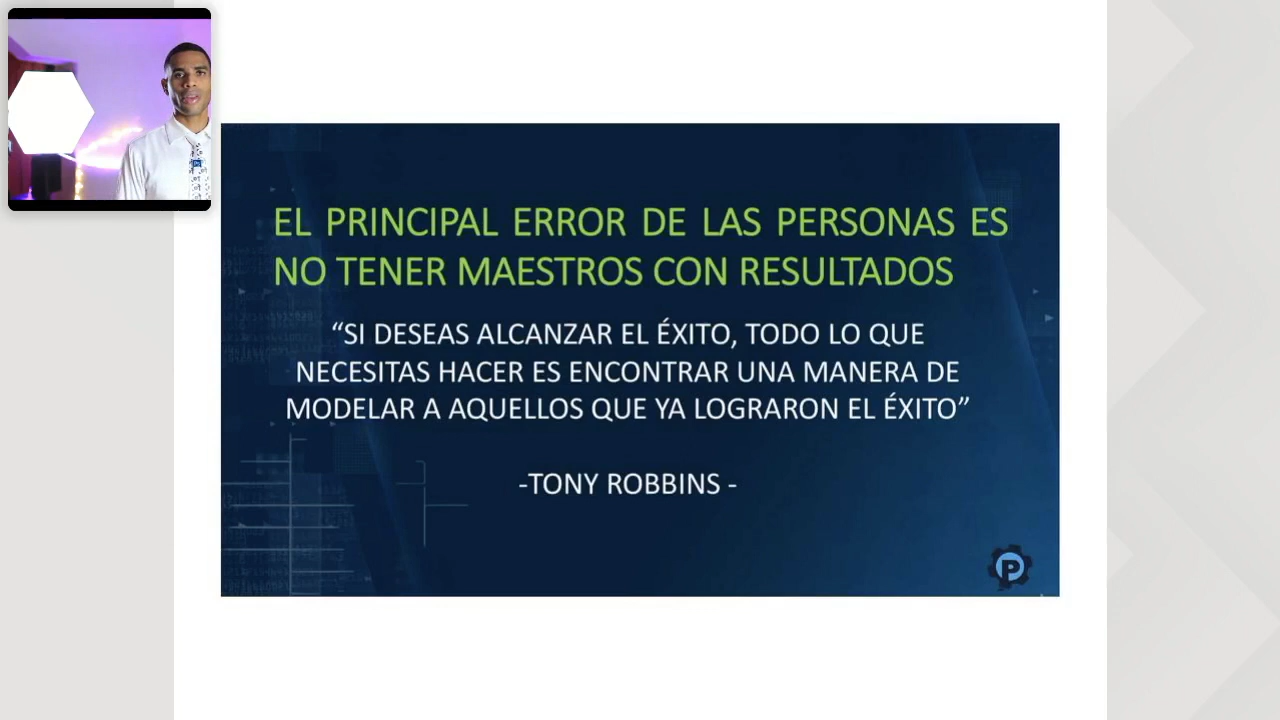 EL PRINCIPAL ERROR DE LAS PERSONAS ES
NO TENER MAESTROS CON RESULTADOS
“SI DESEAS ALCANZAR EL ÉXITO, TODO LO QUE
NECESITAS HACER ES ENCONTRAR UNA MANERA DE
MODELAR A AQUELLOS QUE YA LOGRARON EL ÉXITO”
-TONY ROBBINS -
P